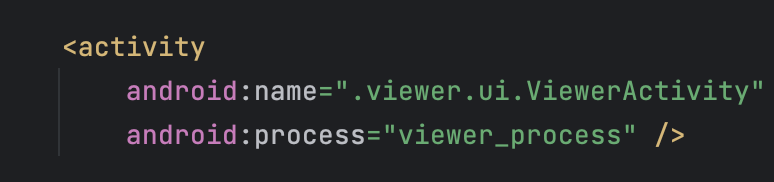 <activity
android:name=".viewer.ui.ViewerActivity"
android:process="viewer_process" />